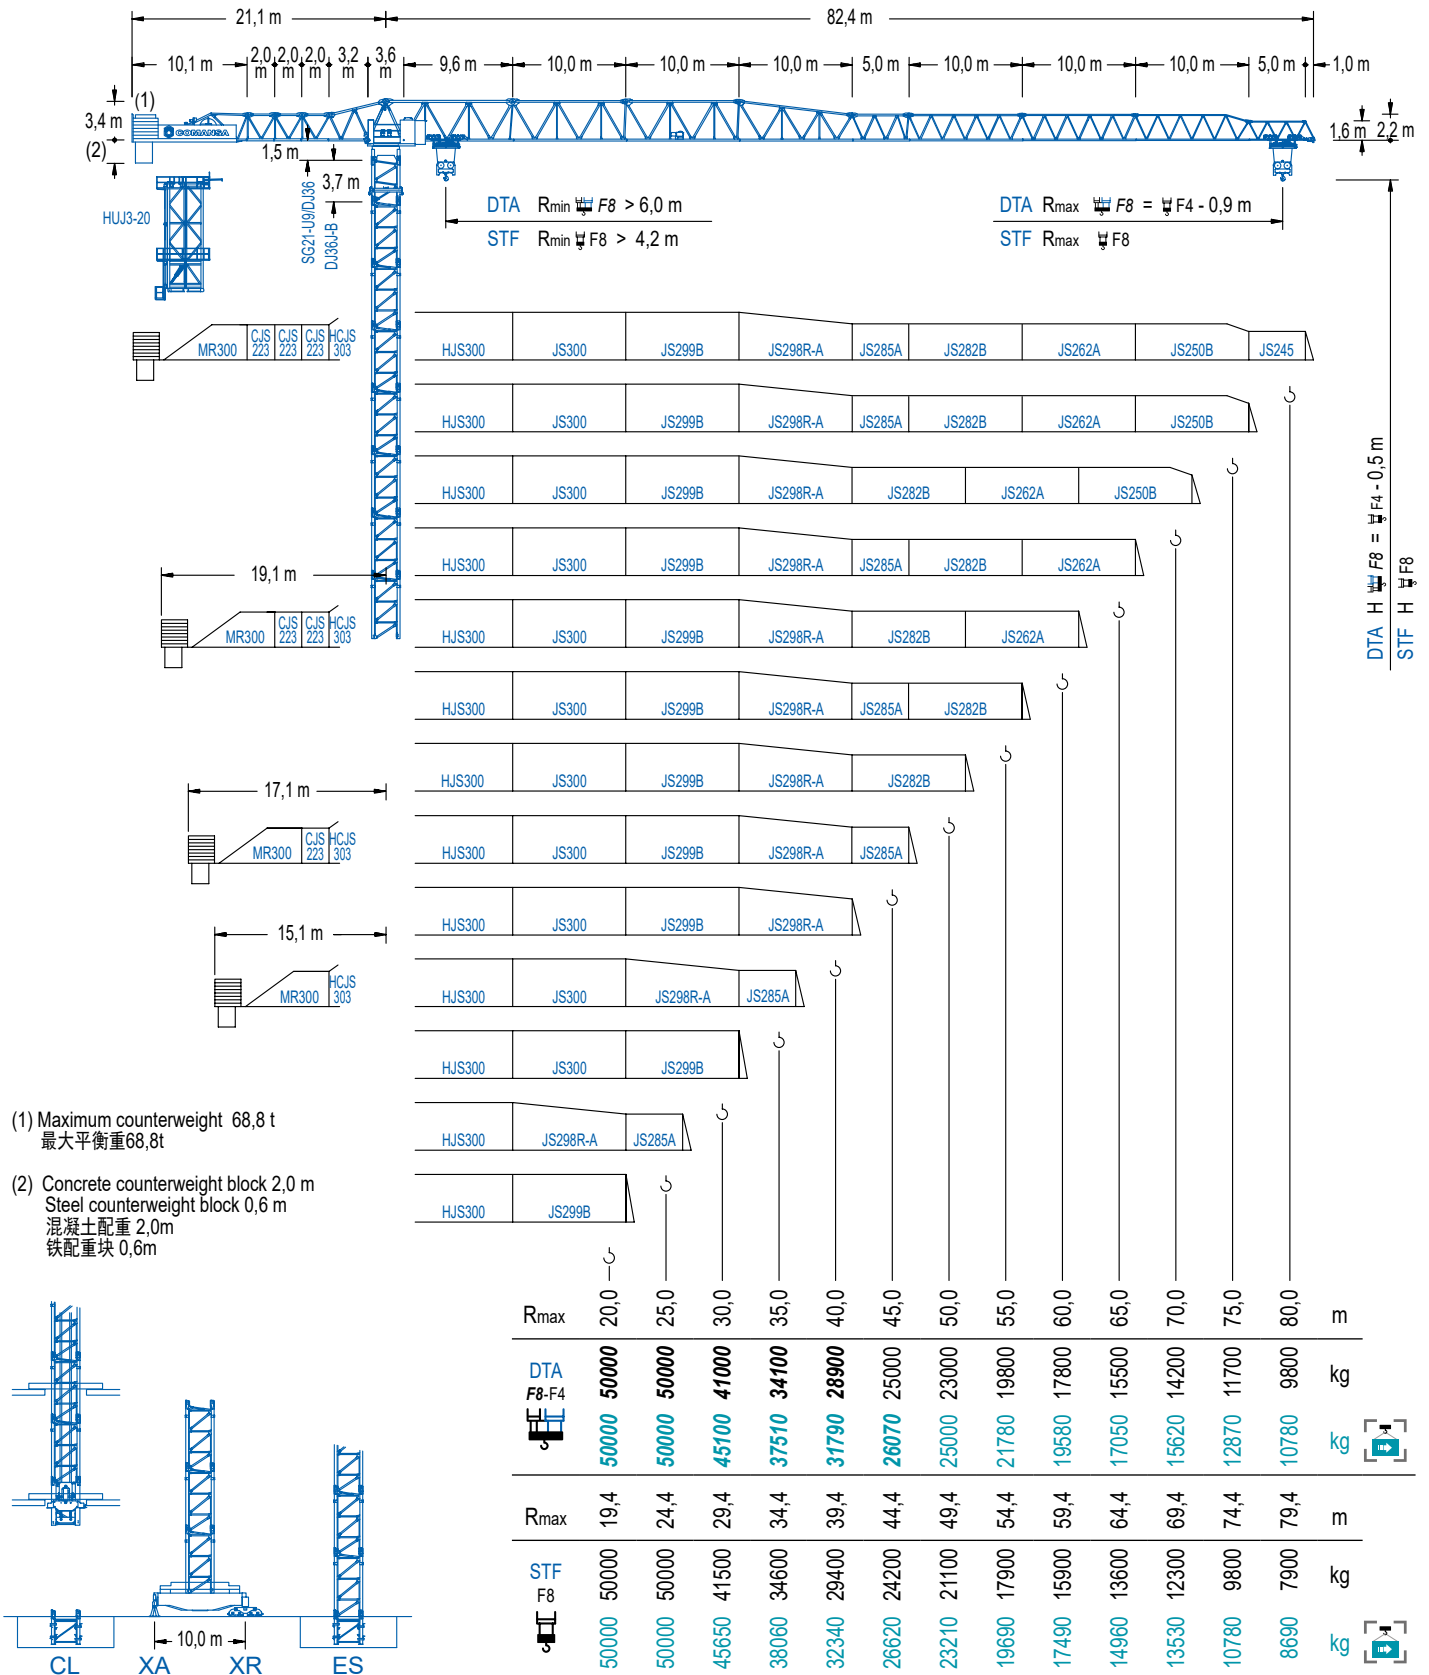 21,1 m
82,4 m
10,1 m
2,0 m
2,0 m
2,0 m
3,2 m
3,6 m
9,6 m
10,0 m
10,0 m
10,0 m
5,0 m
10,0 m
10,0 m
10,0 m
5,0 m
1,0 m
(1)
3,4 m
(2)
COMANSA
1,5 m
3,7 m
1,6 m
2,2 m
HUJ3-20
SG21-U9/DJ36
DJ36J-B
DTA Rmin F8 > 6,0 m
STF Rmin F8 > 4,2 m
DTA Rmax F8 = F4 - 0,9 m
STF Rmax F8
MR300 CJS 223 CJS 223 CJS 223 HCJS 303
HJS300 JS300 JS299B JS298R-A JS285A JS282B JS262A JS250B JS245
HJS300 JS300 JS299B JS298R-A JS285A JS282B JS262A JS250B
HJS300 JS300 JS299B JS298R-A JS282B JS262A JS250B
DTA H F8 = F4 - 0,5 m
STF H F8
HJS300 JS300 JS299B JS298R-A JS285A JS282B JS262A
19,1 m
MR300 CJS 223 CJS 223 HCJS 303
HJS300 JS300 JS299B JS298R-A JS282B JS262A
HJS300 JS300 JS299B JS298R-A JS285A JS282B
HJS300 JS300 JS299B JS298R-A JS282B
17,1 m
MR300 CJS 223 HCJS 303
HJS300 JS300 JS299B JS298R-A JS285A
HJS300 JS300 JS299B JS298R-A
15,1 m
MR300 HCJS 303
HJS300 JS300 JS298R-A JS285A
HJS300 JS300 JS299B
HJS300 JS298R-A JS285A
HJS300 JS299B
(1) Maximum counterweight 68,8 t
最大平衡重68,8t
(2) Concrete counterweight block 2,0 m
Steel counterweight block 0,6 m
混凝土配重 2,0m
铁配重块 0,6m
Rmax 20,0 25,0 30,0 35,0 40,0 45,0 50,0 55,0 60,0 65,0 70,0 75,0 80,0 m
DTA
F8-F4
50000 50000 41000 34100 28900 25000 23000 19800 17800 15500 14200 11700 9800 kg
50000 50000 45100 37510 31790 26070 25000 21780 19580 17050 15620 12870 10780 kg
Rmax 19,4 24,4 29,4 34,4 39,4 44,4 49,4 54,4 59,4 64,4 69,4 74,4 79,4 m
STF
F8
50000 50000 41500 34600 29400 24200 21100 17900 15900 13600 12300 9800 7900 kg
50000 50000 45650 38060 32340 26620 23210 19690 17490 14960 13530 10780 8690 kg
10,0 m
CL
XA
XR
ES